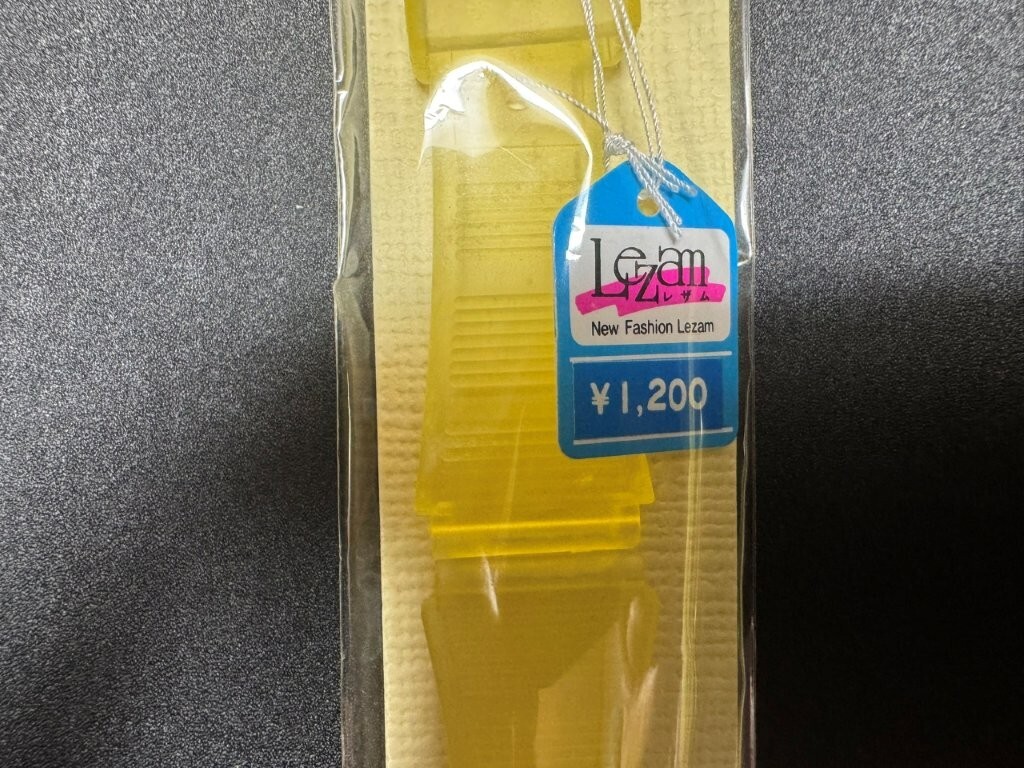 Lezam
レザム
New Fashion Lezam
¥1,200